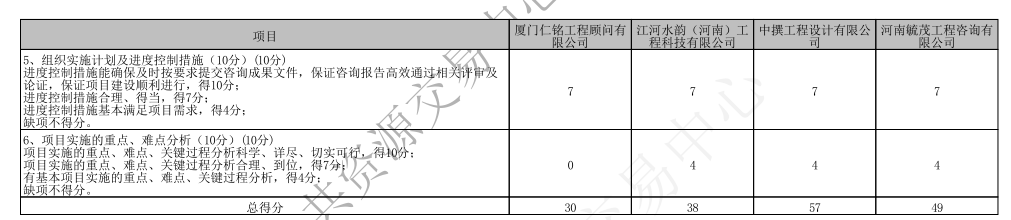 项目 厦门仁铭工程顾问有限公司 江河水韵（河南）工程科技有限公司 中撰工程设计有限公司 河南毓茂工程咨询有限公司
5、组织实施计划及进度控制措施（10分）(10分)
进度控制措施能确保及时按要求提交咨询成果文件，保证咨询报告高效通过相关评审及
论证，保证项目建设顺利进行，得10分；
进度控制措施合理、得当，得7分；
进度控制措施基本满足项目需求，得4分；
缺项不得分。
7 7 7 7
6、项目实施的重点、难点分析（10分）(10分)
项目实施的重点、难点、关键过程分析科学、详尽、切实可行，得10分；
项目实施的重点、难点、关键过程分析合理、到位，得7分；
有基本项目实施的重点、难点、关键过程分析，得4分；
缺项不得分。
0 4 4 4
总得分 30 38 57 49
共资源交易
易中心